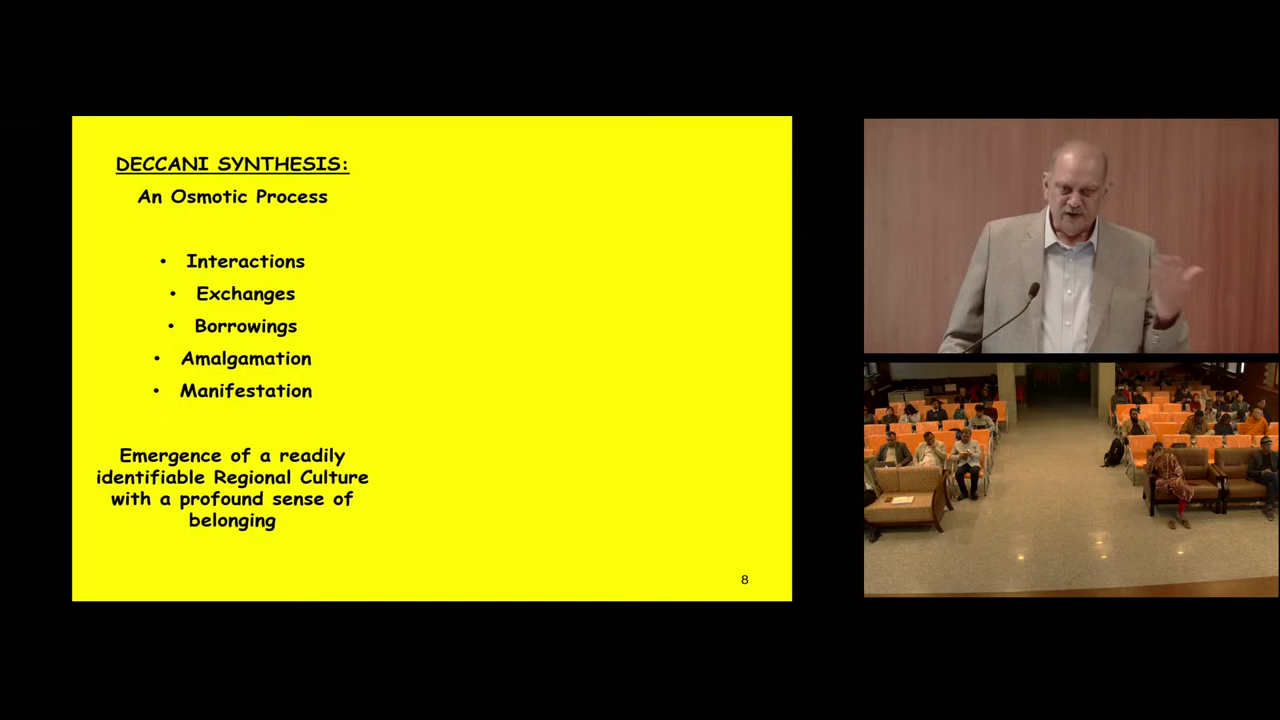 DECCANI SYNTHESIS:
An Osmotic Process
• Interactions
• Exchanges
• Borrowings
• Amalgamation
• Manifestation
Emergence of a readily
identifiable Regional Culture
with a profound sense of
belonging
8